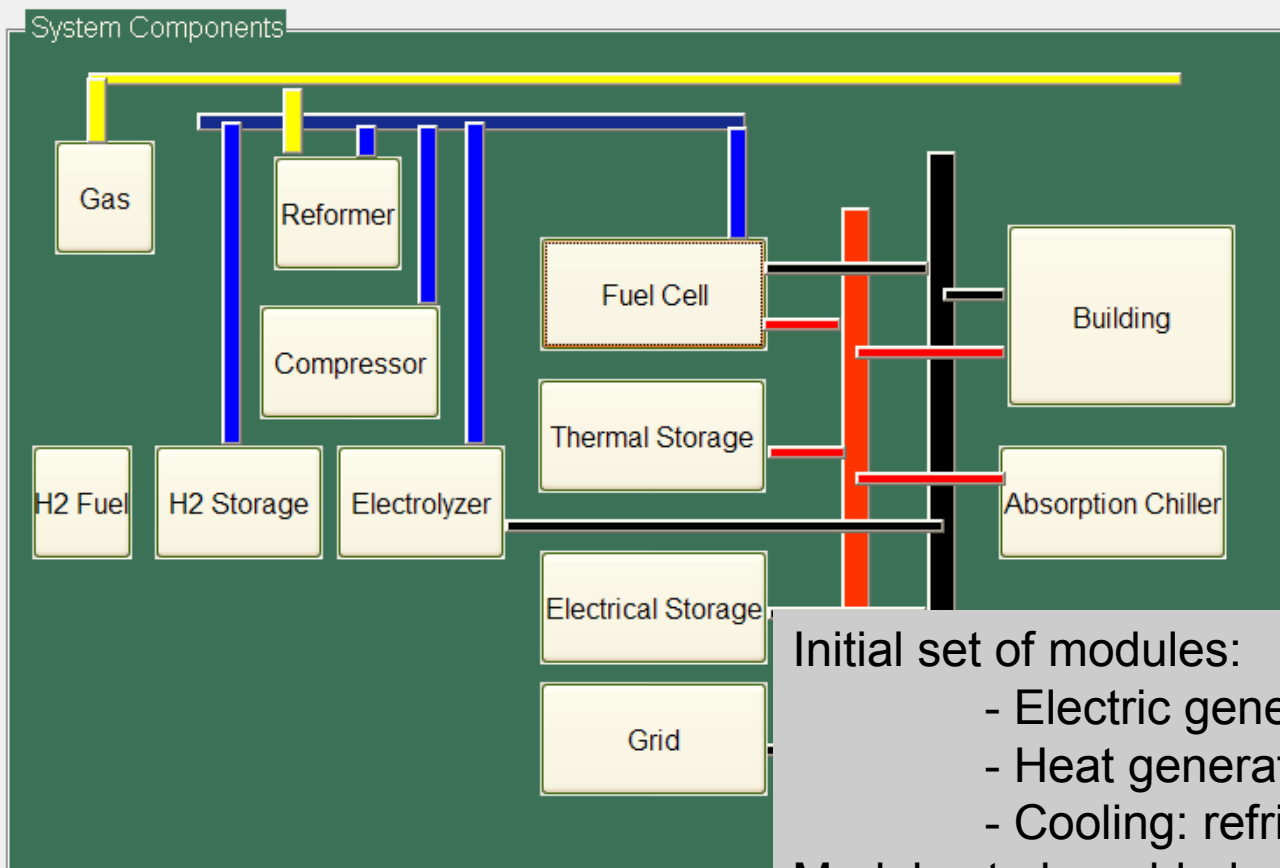 System Components
Gas
Reformer
Fuel Cell
Building
Compressor
Thermal Storage
H2 Fuel
H2 Storage
Electrolyzer
Absorption Chiller
Electrical Storage
Grid
Initial set of modules:
- Electric gene
- Heat generat
- Cooling: refri